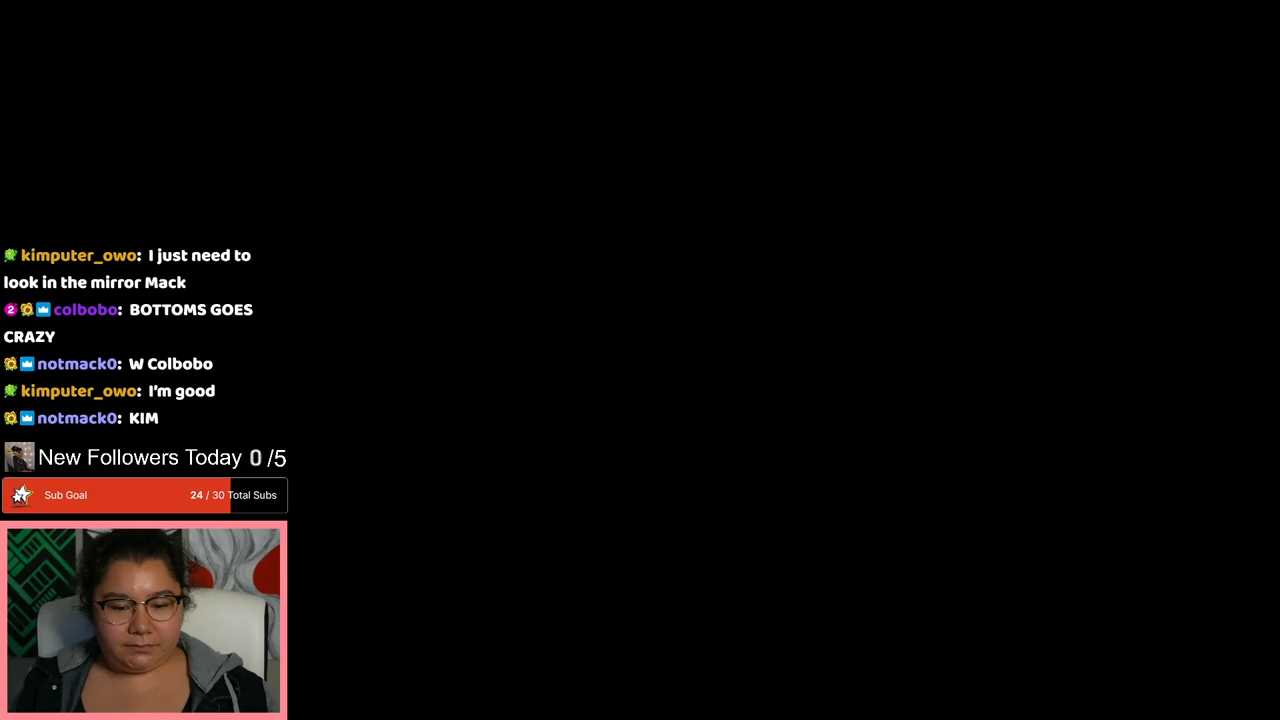 kimputer_owo: I just need to
look in the mirror Mack
2 colbobo: BOTTOMS GOES
CRAZY
notmack0: W Colbobo
kimputer_owo: I'm good
notmack0: KIM
New Followers Today 0 /5
Sub Goal 24 / 30 Total Subs